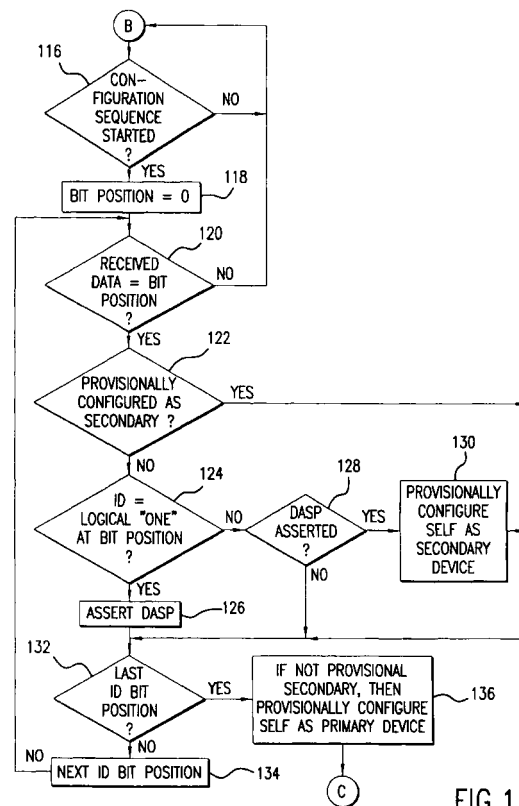 B
116
CON-
FIGURATION
SEQUENCE
STARTED
?
NO
YES
118
BIT POSITION = 0
120
RECEIVED
DATA = BIT
POSITION
?
NO
YES
122
PROVISIONALLY
CONFIGURED AS
SECONDARY ?
YES
NO
124
ID =
LOGICAL "ONE"
AT BIT POSITION
?
NO
YES
128
DASP
ASSERTED
?
YES
NO
130
PROVISIONALLY
CONFIGURE
SELF AS
SECONDARY
DEVICE
ASSERT DASP
126
132
LAST
ID BIT
POSITION
?
YES
NO
IF NOT PROVISIONAL
SECONDARY, THEN
PROVISIONALLY CONFIGURE
SELF AS PRIMARY DEVICE
136
NO
NEXT ID BIT POSITION
134
C
FIG 1